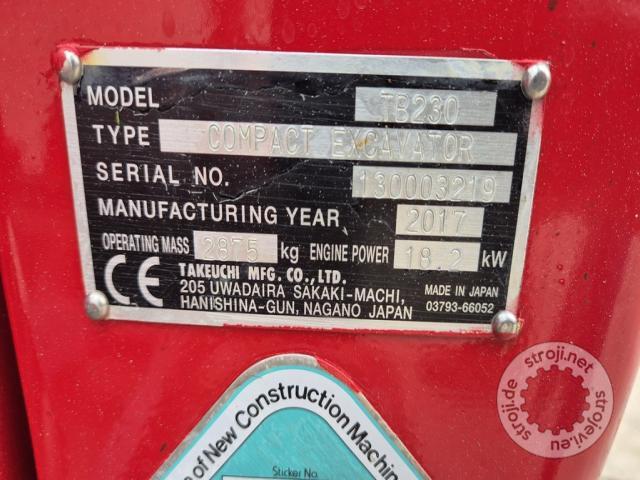 MODEL TB230
TYPE COMPACT EXCAVATOR
SERIAL NO. 130003219
MANUFACTURING YEAR 2017
OPERATING MASS 2875 kg ENGINE POWER 18.2 kW
CE TAKEUCHI MFG. CO., LTD.
205 UWADAIRA SAKAKI-MACHI,
HANISHINA-GUN, NAGANO JAPAN
MADE IN JAPAN
03793-66052
of New Construction Machin
Sticker No.
stroji.net
stroji.de
strojevi.eu